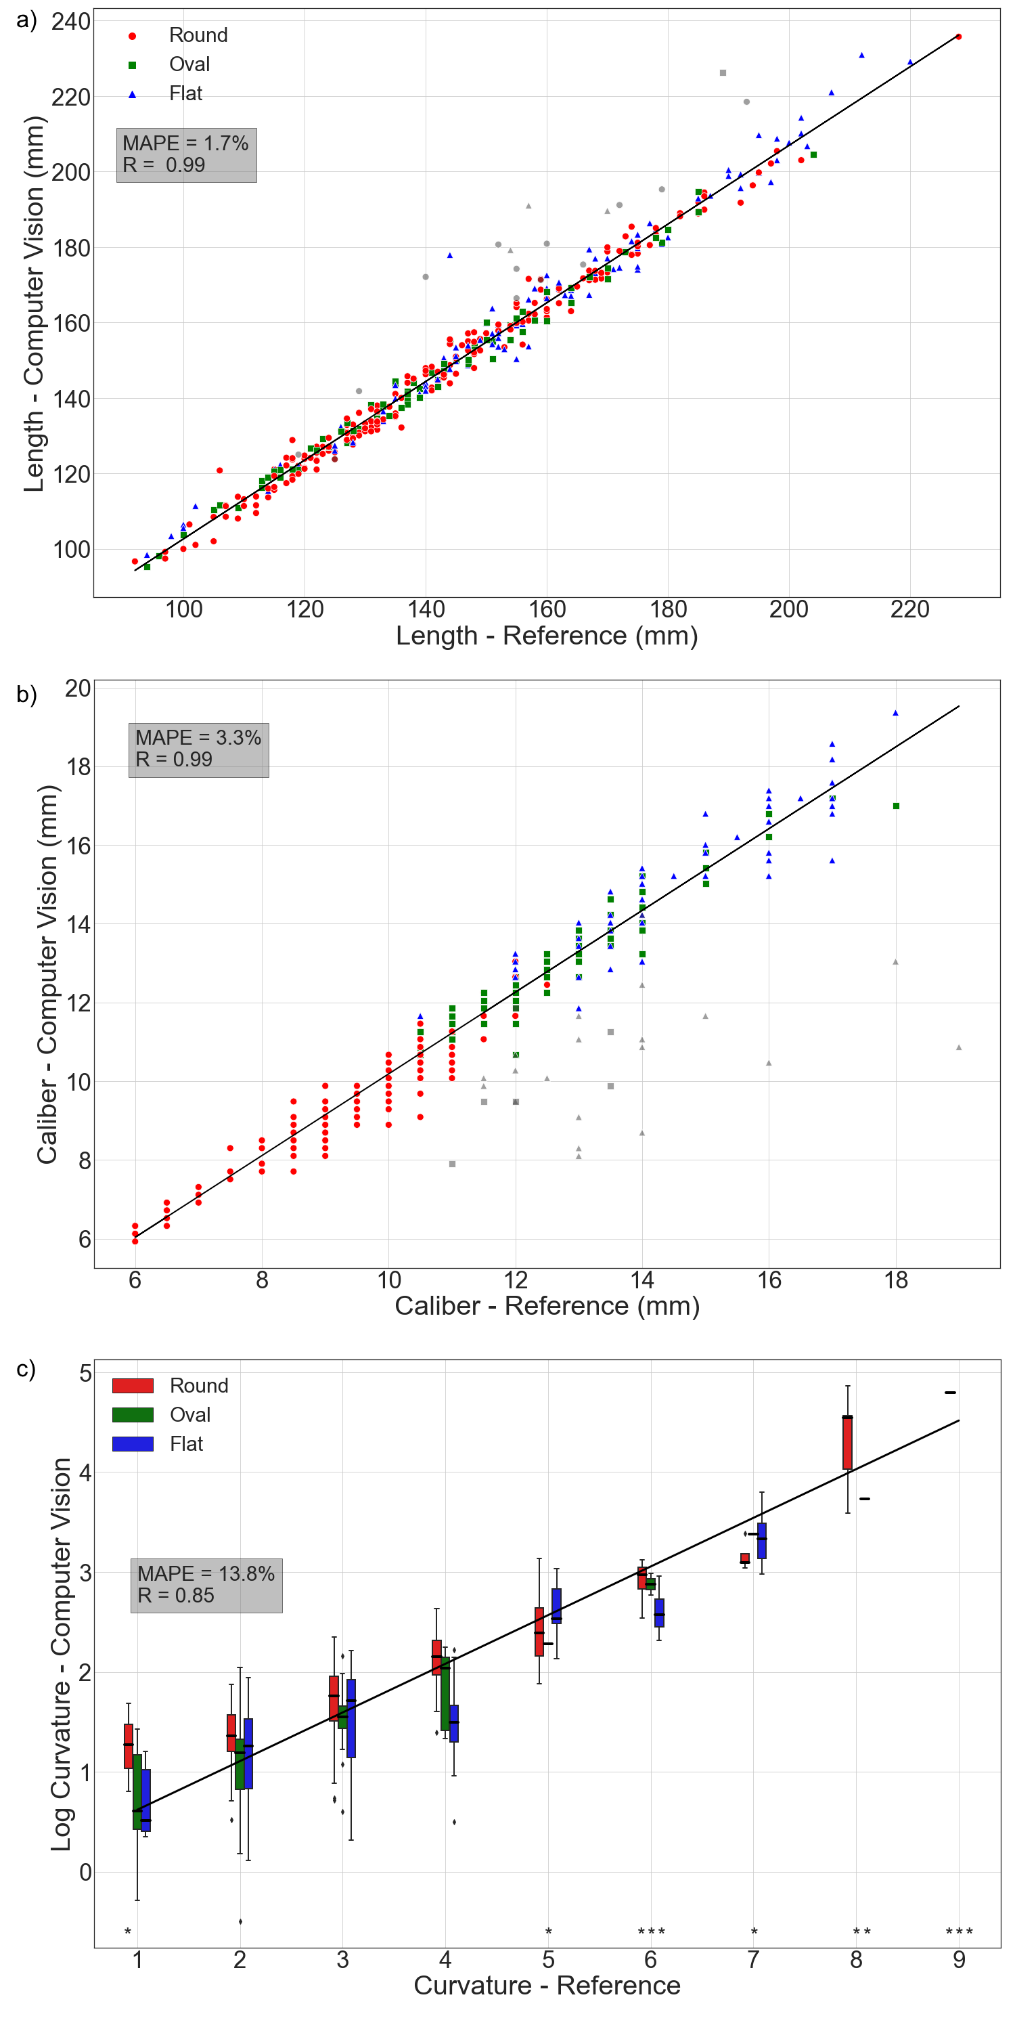 a)
Round
Oval
Flat
MAPE = 1.7%
R =  0.99
240
220
200
180
160
140
120
100
Length - Computer Vision (mm)
100 120 140 160 180 200 220
Length - Reference (mm)
b)
MAPE = 3.3%
R = 0.99
20
18
16
14
12
10
8
6
Caliber - Computer Vision (mm)
6 8 10 12 14 16 18
Caliber - Reference (mm)
c)
Round
Oval
Flat
MAPE = 13.8%
R = 0.85
5
4
3
2
1
0
Log Curvature - Computer Vision
* * *** * ** ***
1 2 3 4 5 6 7 8 9
Curvature - Reference